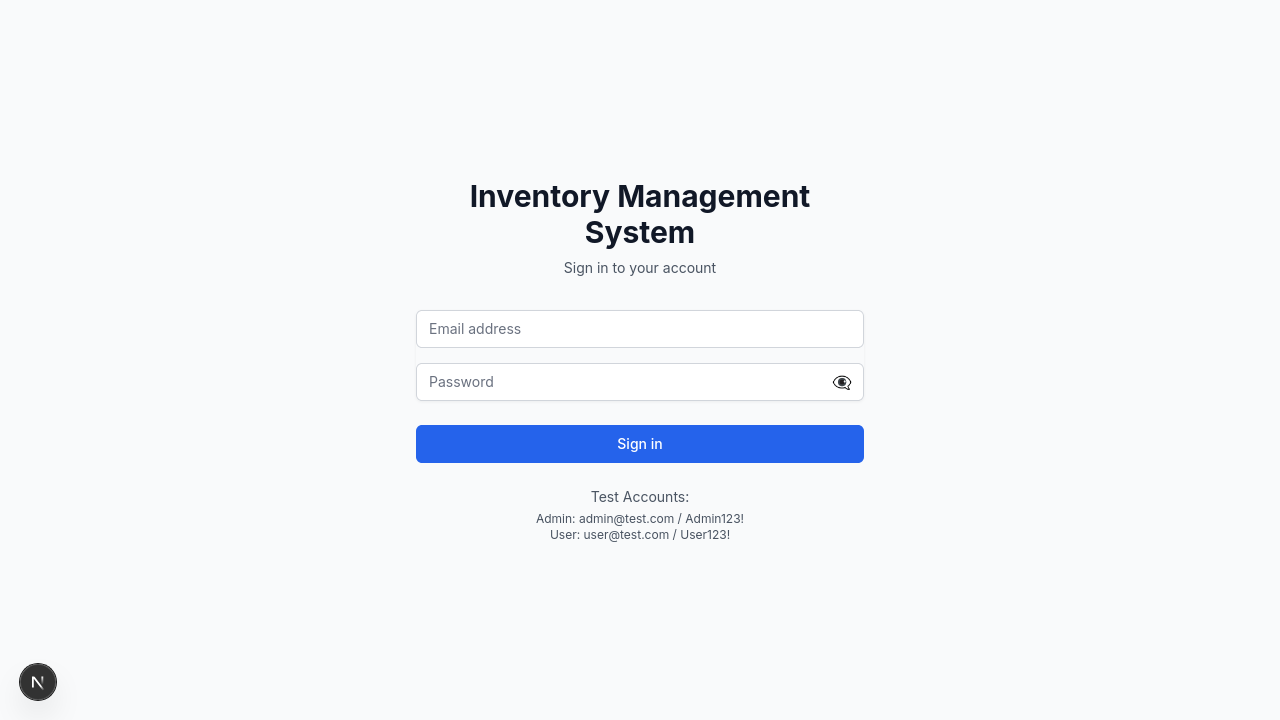 Inventory Management
System
Sign in to your account
Email address
Password
Sign in
Test Accounts:
Admin: admin@test.com / Admin123!
User: user@test.com / User123!
N